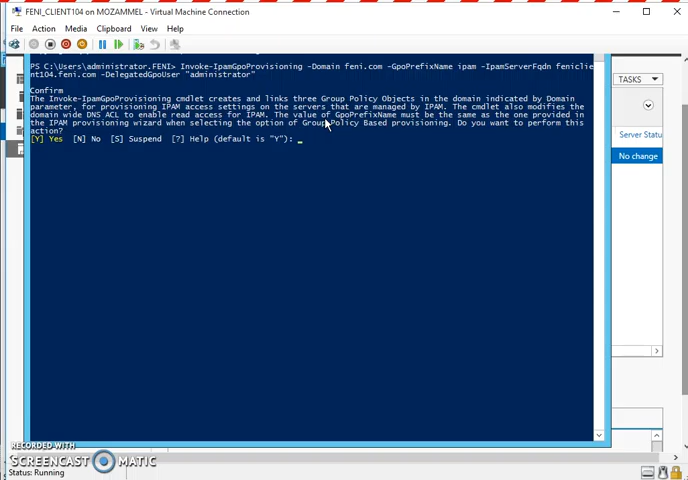 FENI_CLIENT104 on MOZAMMEL - Virtual Machine Connection
File Action Media Clipboard View Help
PS C:\Users\administrator.FENI> Invoke-IpamGpoProvisioning -Domain feni.com -GpoPrefixName ipam -IpamServerFqdn feniclie
nt104.feni.com -DelegatedGpoUser "administrator"
Confirm
The Invoke-IpamGpoProvisioning cmdlet creates and links three Group Policy Objects in the domain indicated by Domain
parameter, for provisioning IPAM access settings on the servers that are managed by IPAM. The cmdlet also modifies the
domain wide DNS ACL to enable read access for IPAM. The value of GpoPrefixName must be the same as the one provided in
the IPAM provisioning wizard when selecting the option of Group Policy Based provisioning. Do you want to perform this
action?
[Y] Yes [N] No [S] Suspend [?] Help (default is "Y"): _
TASKS
Server Statu
No change
RECORDED WITH
SCREENCAST MATIC
Status: Running